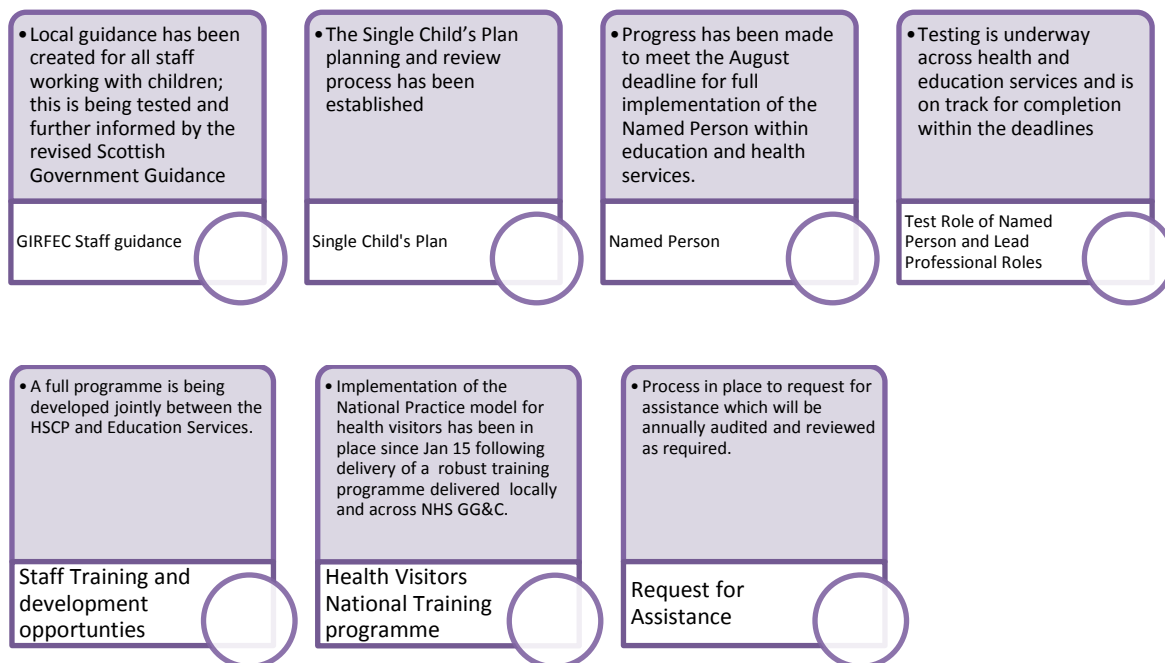 •Local guidance has been
created for all staff
working with children;
this is being tested and
further informed by the
revised Scottish
Government Guidance
GIRFEC Staff guidance
•The Single Child's Plan
planning and review
process has been
established
Single Child's Plan
•Progress has been made
to meet the August
deadline for full
implementation of the
Named Person within
education and health
services.
Named Person
•Testing is underway
across health and
education services and is
on track for completion
within the deadlines
Test Role of Named
Person and Lead
Professional Roles
•A full programme is being
developed jointly between the
HSCP and Education Services.
Staff Training and
development
opportunties
•Implementation of the
National Practice model for
health visitors has been in
place since Jan 15 following
delivery of a robust training
programme delivered locally
and across NHS GG&C.
Health Visitors
National Training
programme
•Process in place to request for
assistance which will be
annually audited and reviewed
as required.
Request for
Assistance